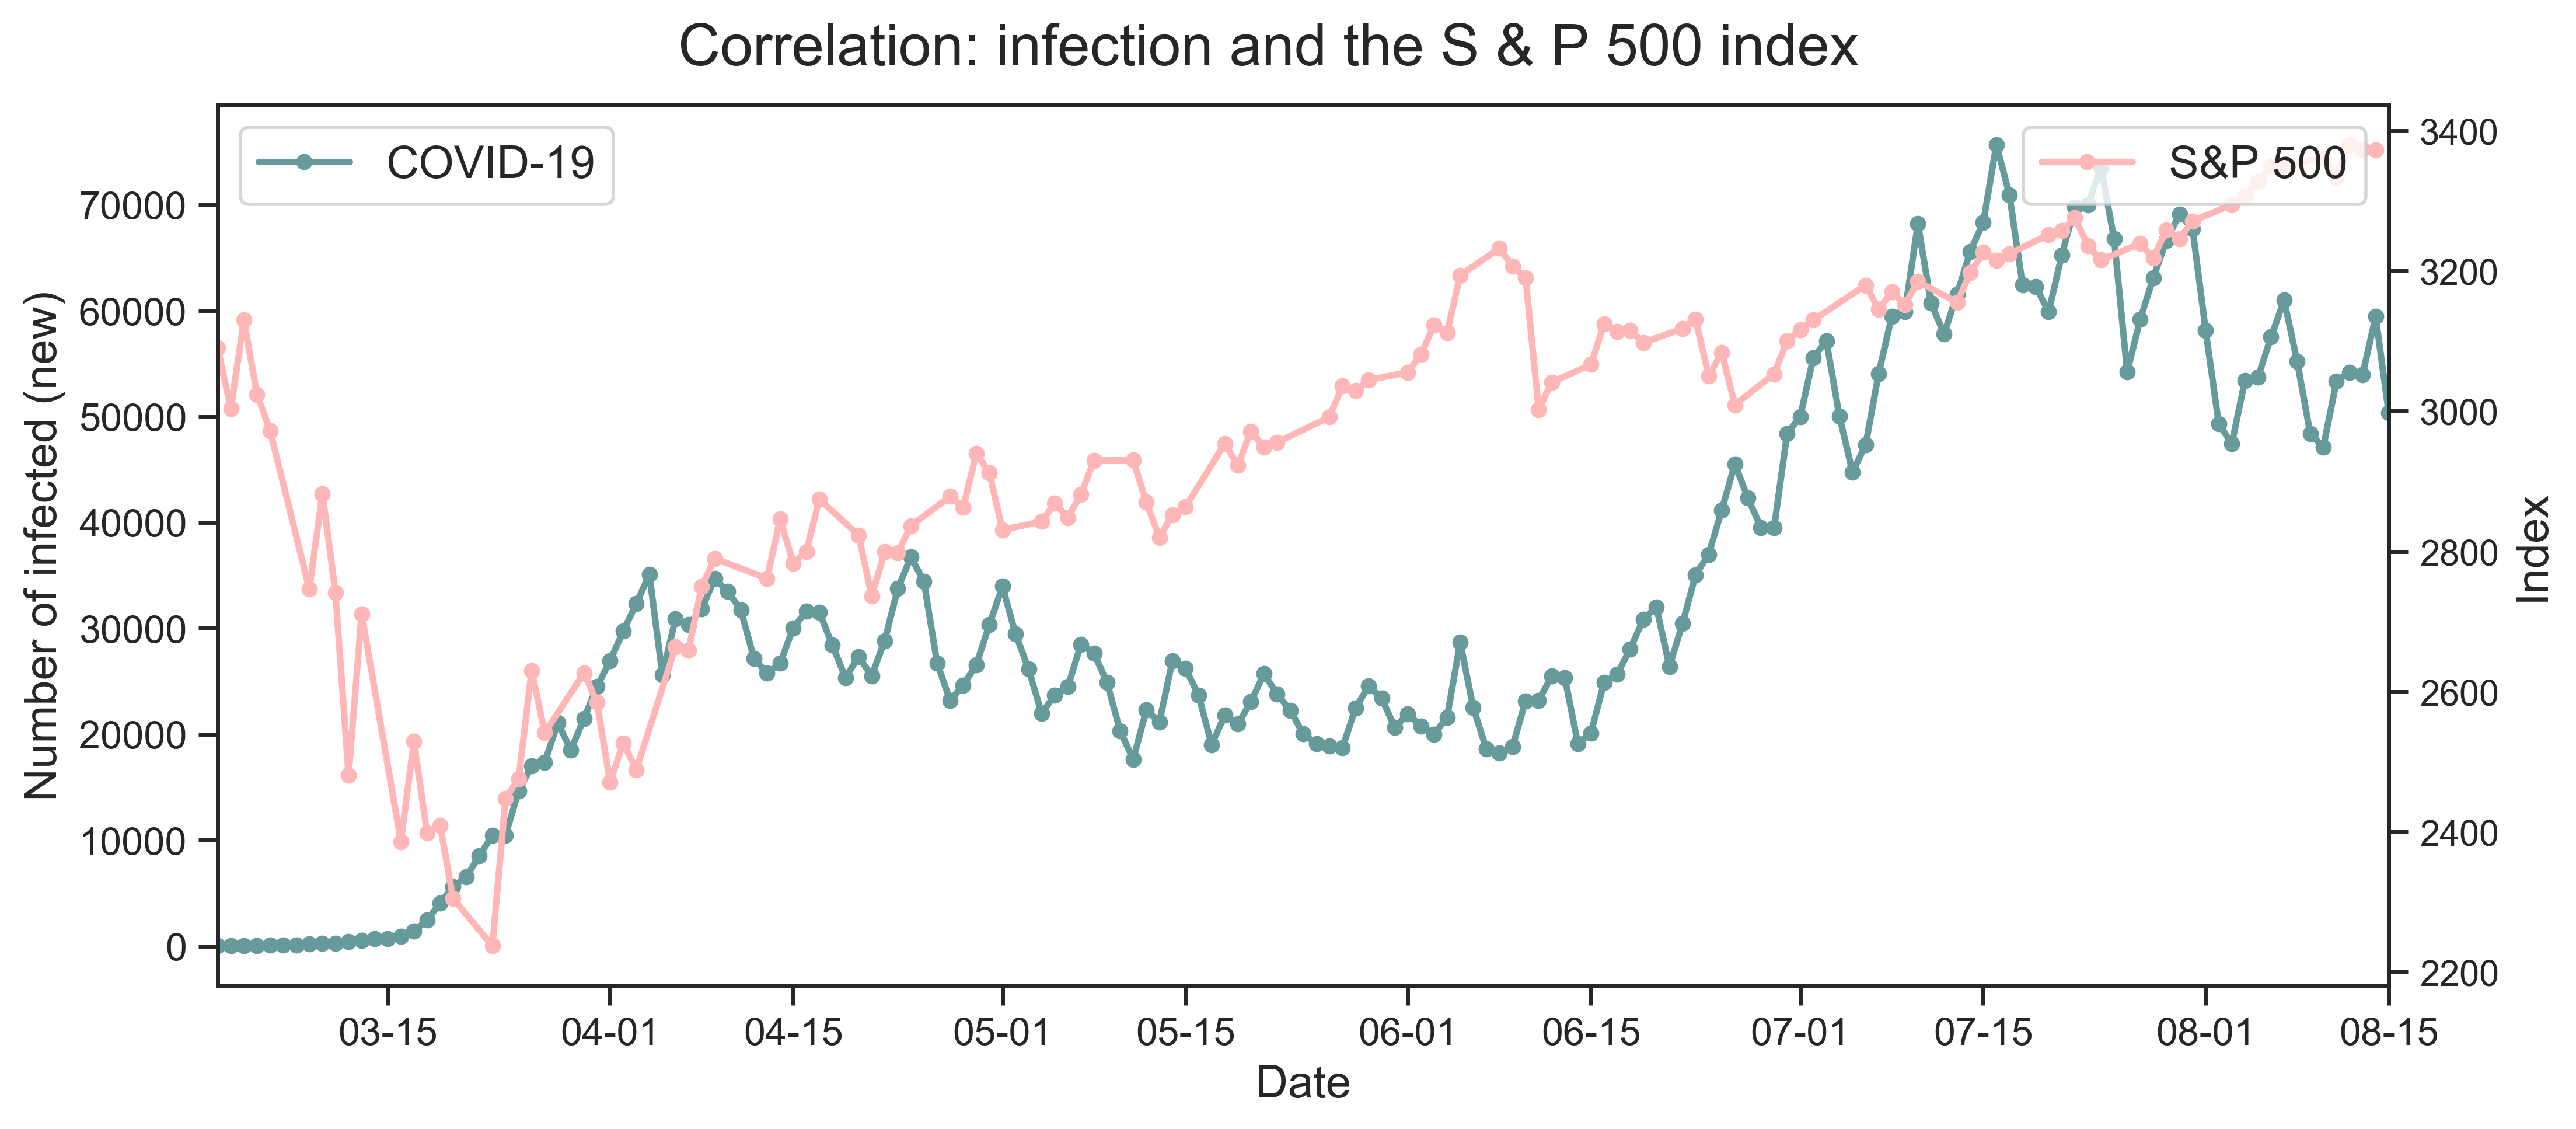 Correlation: infection and the S & P 500 index
COVID-19
S&P 500
Number of infected (new)
70000
60000
50000
40000
30000
20000
10000
0
3400
3200
3000
2800
2600
2400
2200
Index
03-15 04-01 04-15 05-01 05-15 06-01 06-15 07-01 07-15 08-01 08-15
Date